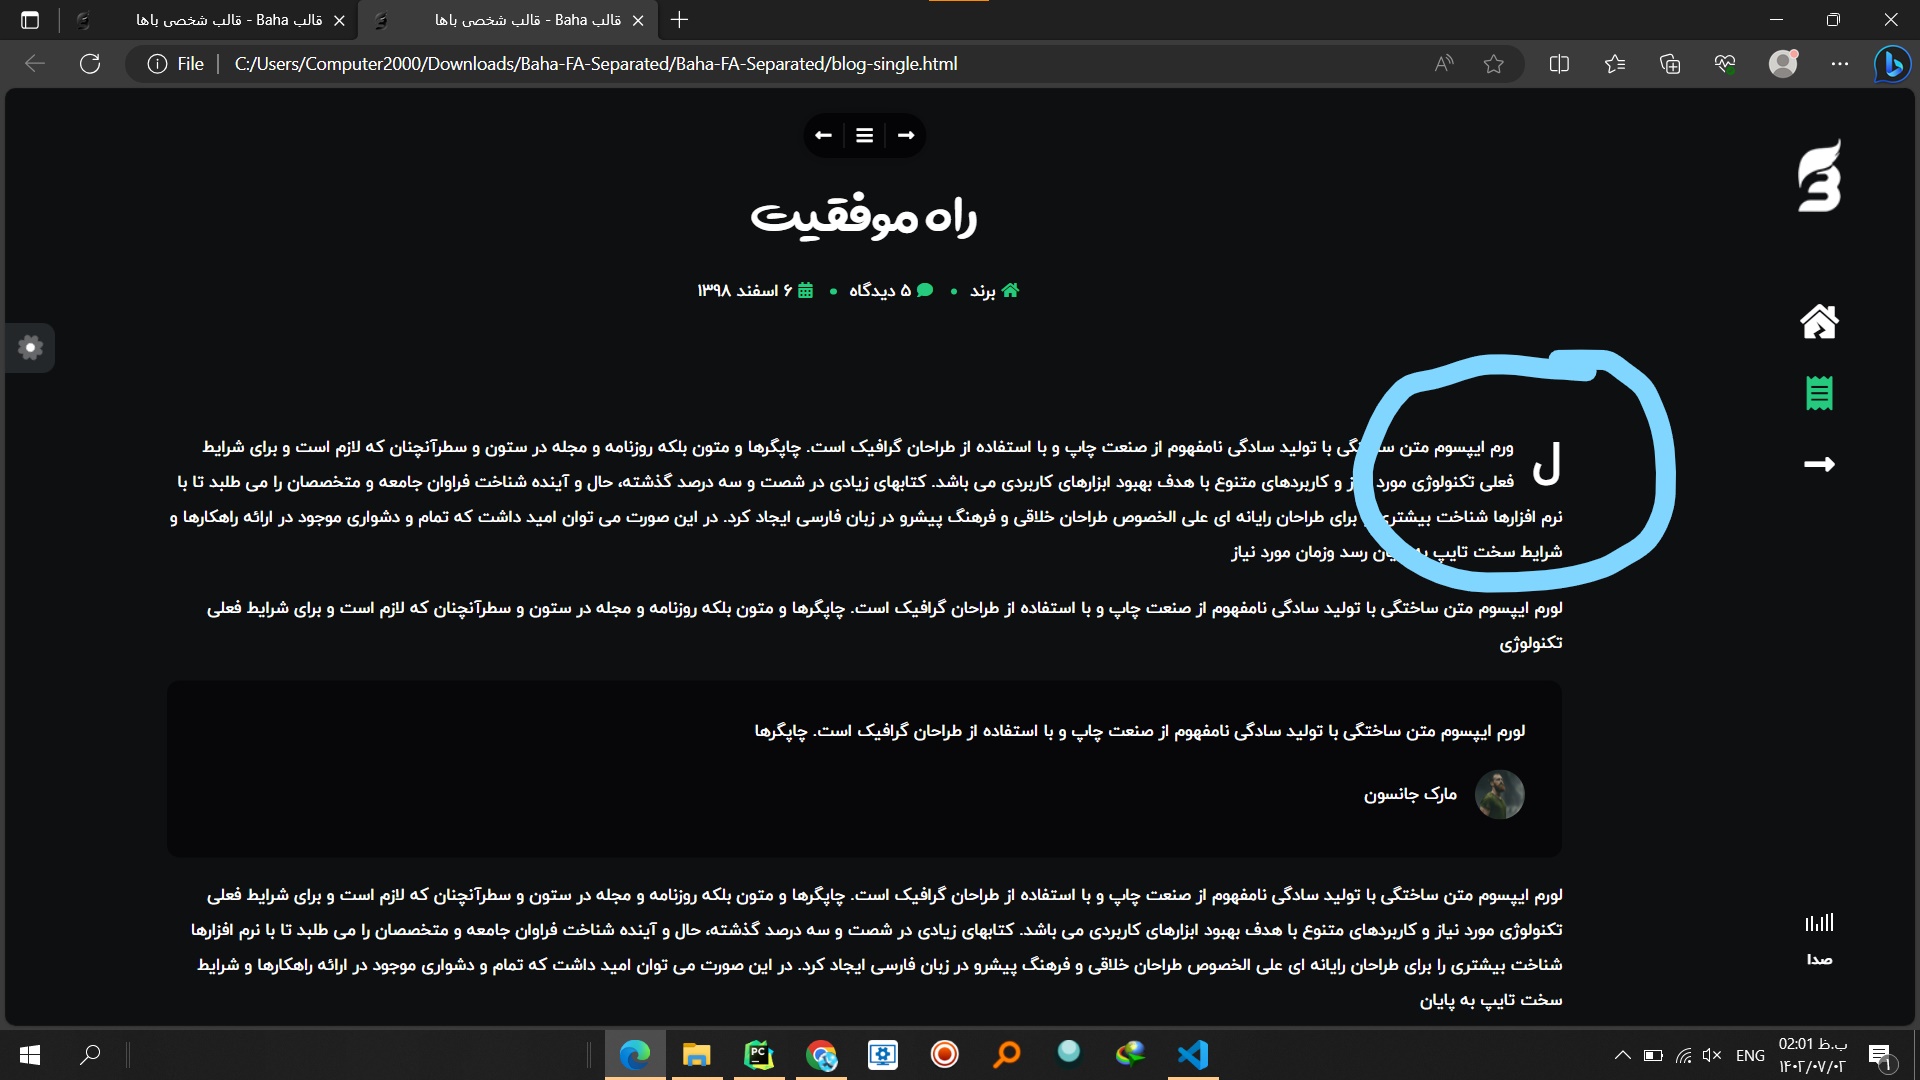 قالب Baha - قالب شخصی باها
قالب Baha - قالب شخصی باها
File
C:/Users/Computer2000/Downloads/Baha-FA-Separated/Baha-FA-Separated/blog-single.html
راه موفقیت
برند • ۵ دیدگاه • ۶ اسفند ۱۳۹۸
ل
ورم ایپسوم متن ساختگی با تولید سادگی نامفهوم از صنعت چاپ و با استفاده از طراحان گرافیک است. چاپگرها و متون بلکه روزنامه و مجله در ستون و سطرآنچنان که لازم است و برای شرایط
فعلی تکنولوژی مورد نیاز و کاربردهای متنوع با هدف بهبود ابزارهای کاربردی می باشد. کتابهای زیادی در شصت و سه درصد گذشته، حال و آینده شناخت فراوان جامعه و متخصصان را می طلبد تا با
نرم افزارها شناخت بیشتری را برای طراحان رایانه ای علی الخصوص طراحان خلاقی و فرهنگ پیشرو در زبان فارسی ایجاد کرد. در این صورت می توان امید داشت که تمام و دشواری موجود در ارائه راهکارها و
شرایط سخت تایپ به پایان رسد وزمان مورد نیاز
لورم ایپسوم متن ساختگی با تولید سادگی نامفهوم از صنعت چاپ و با استفاده از طراحان گرافیک است. چاپگرها و متون بلکه روزنامه و مجله در ستون و سطرآنچنان که لازم است و برای شرایط فعلی
تکنولوژی
لورم ایپسوم متن ساختگی با تولید سادگی نامفهوم از صنعت چاپ و با استفاده از طراحان گرافیک است. چاپگرها
مارک جانسون
لورم ایپسوم متن ساختگی با تولید سادگی نامفهوم از صنعت چاپ و با استفاده از طراحان گرافیک است. چاپگرها و متون بلکه روزنامه و مجله در ستون و سطرآنچنان که لازم است و برای شرایط فعلی
تکنولوژی مورد نیاز و کاربردهای متنوع با هدف بهبود ابزارهای کاربردی می باشد. کتابهای زیادی در شصت و سه درصد گذشته، حال و آینده شناخت فراوان جامعه و متخصصان را می طلبد تا با نرم افزارها
شناخت بیشتری را برای طراحان رایانه ای علی الخصوص طراحان خلاقی و فرهنگ پیشرو در زبان فارسی ایجاد کرد. در این صورت می توان امید داشت که تمام و دشواری موجود در ارائه راهکارها و شرایط
سخت تایپ به پایان
صدا
PC
ENG
02:01 ب.ظ
۱۴۰۲/۰۷/۰۲
۱